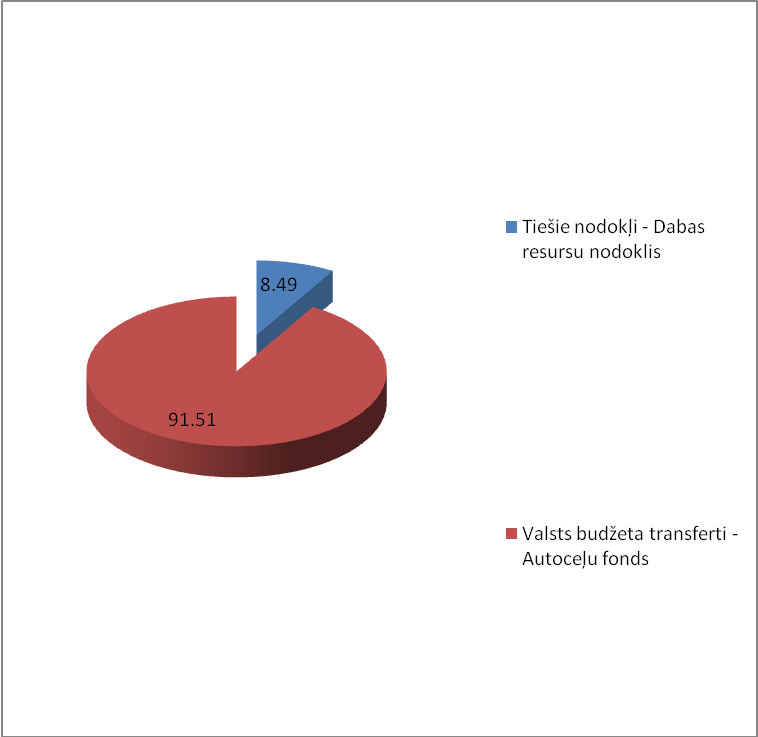 8.49
91.51
Tiešie nodokļi - Dabas
resursu nodoklis
Valsts budžeta transferti -
Autoceļu fonds